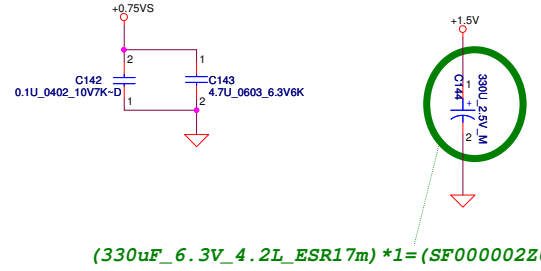 +0.75VS
+1.5V
2
1
C142
0.1U_0402_10V7K~D
1
2
C143
4.7U_0603_6.3V6K
1
+
2
C144
330U_2.5V_M
(330uF_6.3V_4.2L_ESR17m)*1=(SF000002Z0